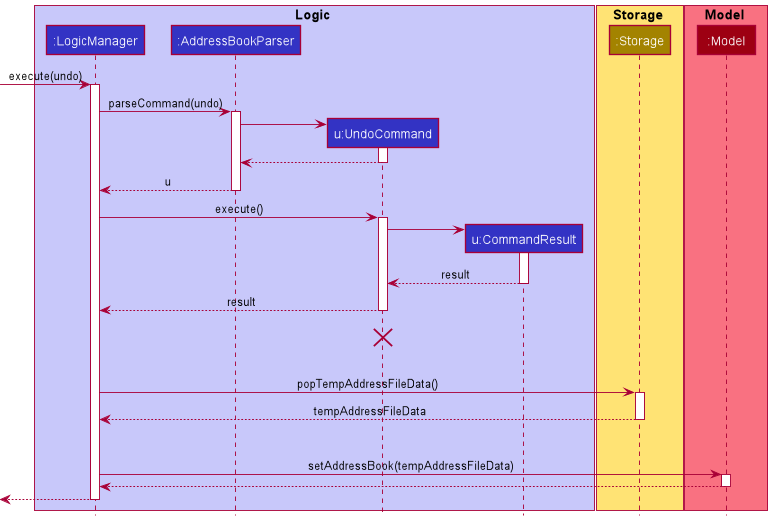 Logic
Storage
Model
:LogicManager
:AddressBookParser
:Storage
:Model
execute(undo)
parseCommand(undo)
u:UndoCommand
u
execute()
u:CommandResult
result
result
popTempAddressFileData()
tempAddressFileData
setAddressBook(tempAddressFileData)